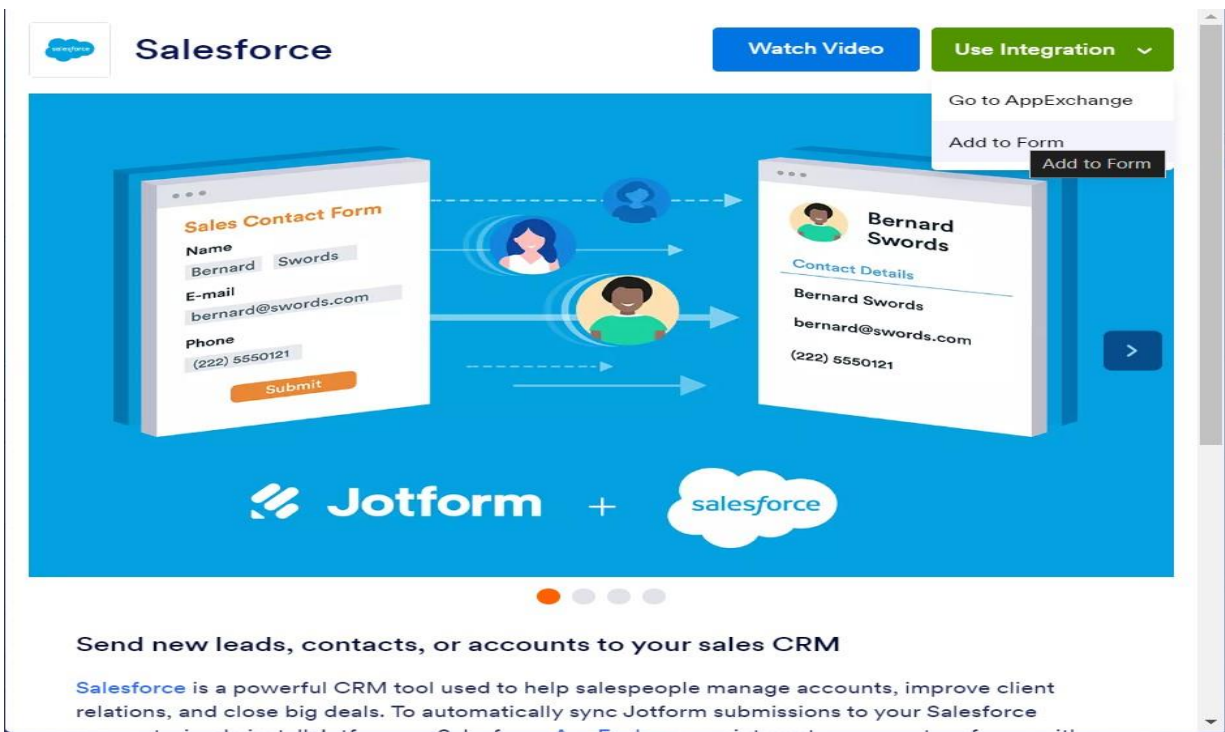 salesforce
Salesforce
Watch Video
Use Integration
Go to AppExchange
Add to Form
Add to Form
Sales Contact Form
Name
Bernard Swords
E-mail
bernard@swords.com
Phone
(222) 5550121
Submit
Bernard
Swords
Contact Details
Bernard Swords
bernard@swords.com
(222) 5550121
Jotform + salesforce
Send new leads, contacts, or accounts to your sales CRM
Salesforce is a powerful CRM tool used to help salespeople manage accounts, improve client
relations, and close big deals. To automatically sync Jotform submissions to your Salesforce